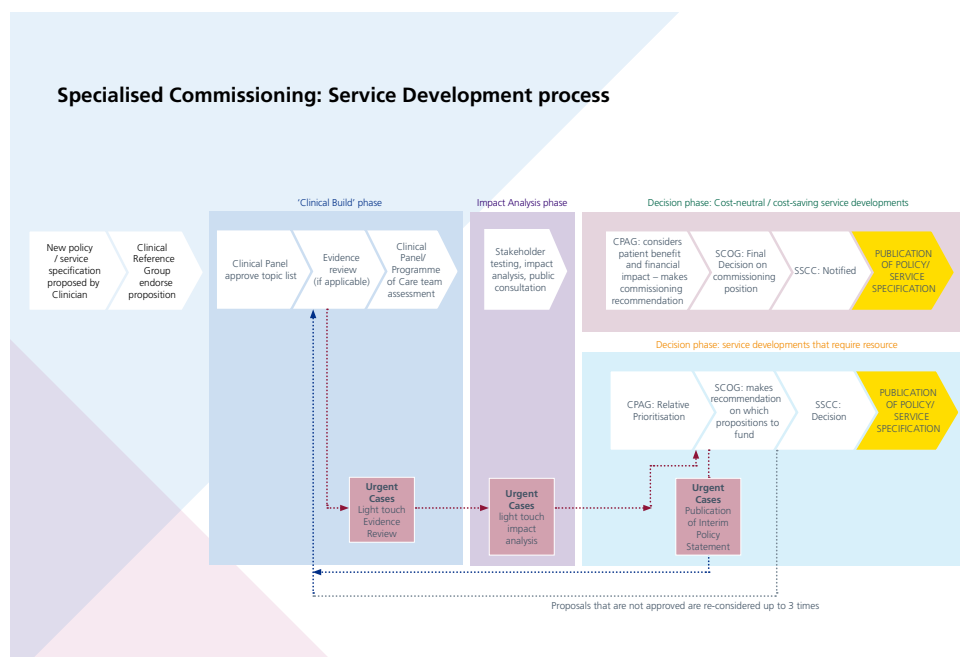 Specialised Commissioning: Service Development process
'Clinical Build' phase
Impact Analysis phase
Decision phase: Cost-neutral / cost-saving service developments
New policy
/ service
specification
proposed by
Clinician
Clinical
Reference
Group
endorse
proposition
Clinical Panel
approve topic list
Evidence
review
(if applicable)
Clinical
Panel/
Programme
of Care team
assessment
Stakeholder
testing, impact
analysis, public
consultation
CPAG: considers
patient benefit
and financial
impact – makes
commissioning
recommendation
SCOG: Final
Decision on
commissioning
position
SSCC: Notified
PUBLICATION
OF POLICY/
SERVICE
SPECIFICATION
Decision phase: service developments that require resource
CPAG: Relative
Prioritisation
SCOG: makes
recommendation
on which
propositions to
fund
SSCC:
Decision
PUBLICATION
OF POLICY/
SERVICE
SPECIFICATION
Urgent
Cases
Light touch
Evidence
Review
Urgent
Cases
light touch
impact
analysis
Urgent
Cases
Publication
of Interim
Policy
Statement
Proposals that are not approved are re-considered up to 3 times